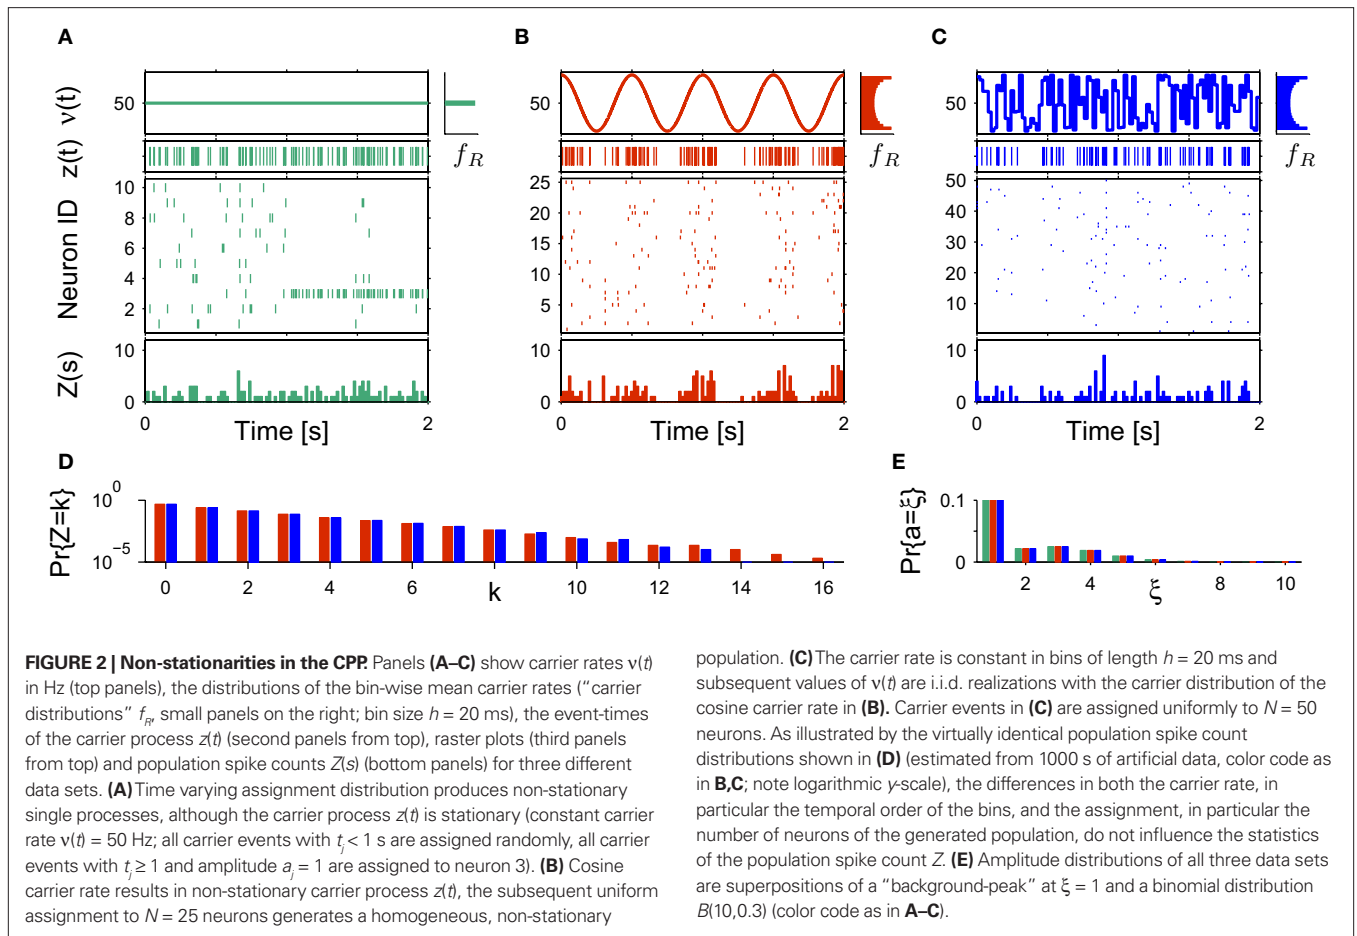 A
B
C
ν(t)
50
f_R
50
f_R
50
f_R
z(t)
Neuron ID
10
8
6
4
2
25
20
15
10
5
50
40
30
20
10
Z(s)
10
0
10
0
10
0
0 2
0 2
0 2
Time [s]
Time [s]
Time [s]
D
E
Pr{Z=k}
10^0
10^-5
0 2 4 6 8 10 12 14 16
k
Pr{a=ξ}
0.1
0
2 4 6 8 10
ξ
FIGURE 2 | Non-stationarities in the CPP. Panels (A–C) show carrier rates ν(t)
in Hz (top panels), the distributions of the bin-wise mean carrier rates (“carrier
distributions” f_R, small panels on the right; bin size h = 20 ms), the event-times
of the carrier process z(t) (second panels from top), raster plots (third panels
from top) and population spike counts Z(s) (bottom panels) for three different
data sets. (A) Time varying assignment distribution produces non-stationary
single processes, although the carrier process z(t) is stationary (constant carrier
rate ν(t) = 50 Hz; all carrier events with t_j < 1 s are assigned randomly, all carrier
events with t_j ≥ 1 and amplitude a_j = 1 are assigned to neuron 3). (B) Cosine
carrier rate results in non-stationary carrier process z(t), the subsequent uniform
assignment to N = 25 neurons generates a homogeneous, non-stationary
population. (C) The carrier rate is constant in bins of length h = 20 ms and
subsequent values of ν(t) are i.i.d. realizations with the carrier distribution of the
cosine carrier rate in (B). Carrier events in (C) are assigned uniformly to N = 50
neurons. As illustrated by the virtually identical population spike count
distributions shown in (D) (estimated from 1000 s of artificial data, color code as
in B,C; note logarithmic y-scale), the differences in both the carrier rate, in
particular the temporal order of the bins, and the assignment, in particular the
number of neurons of the generated population, do not influence the statistics
of the population spike count Z. (E) Amplitude distributions of all three data sets
are superpositions of a “background-peak” at ξ = 1 and a binomial distribution
B(10,0.3) (color code as in A–C).